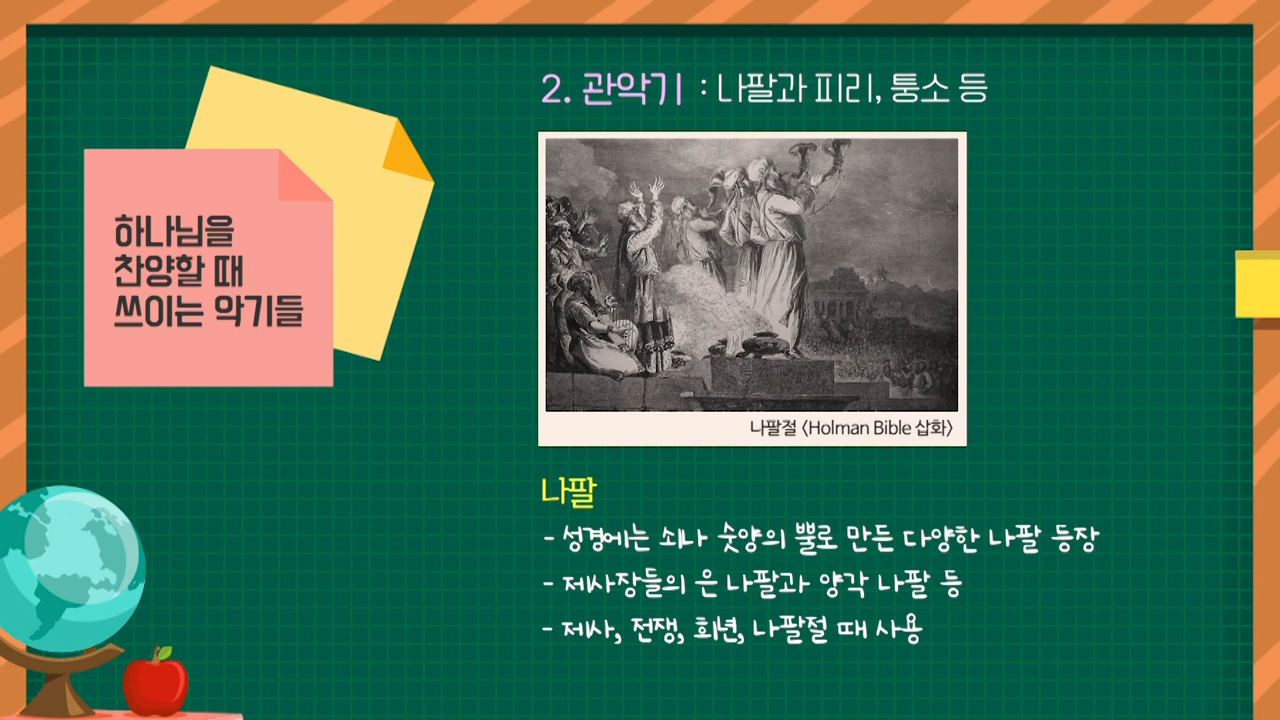 하나님을
찬양할 때
쓰이는 악기들
2. 관악기 : 나팔과 피리, 퉁소 등
나팔절 〈Holman Bible 삽화〉
나팔
- 성경에는 쇠나 숫양의 뿔로 만든 다양한 나팔 등장
- 제사장들의 은 나팔과 양각 나팔 등
- 제사, 전쟁, 희년, 나팔절 때 사용